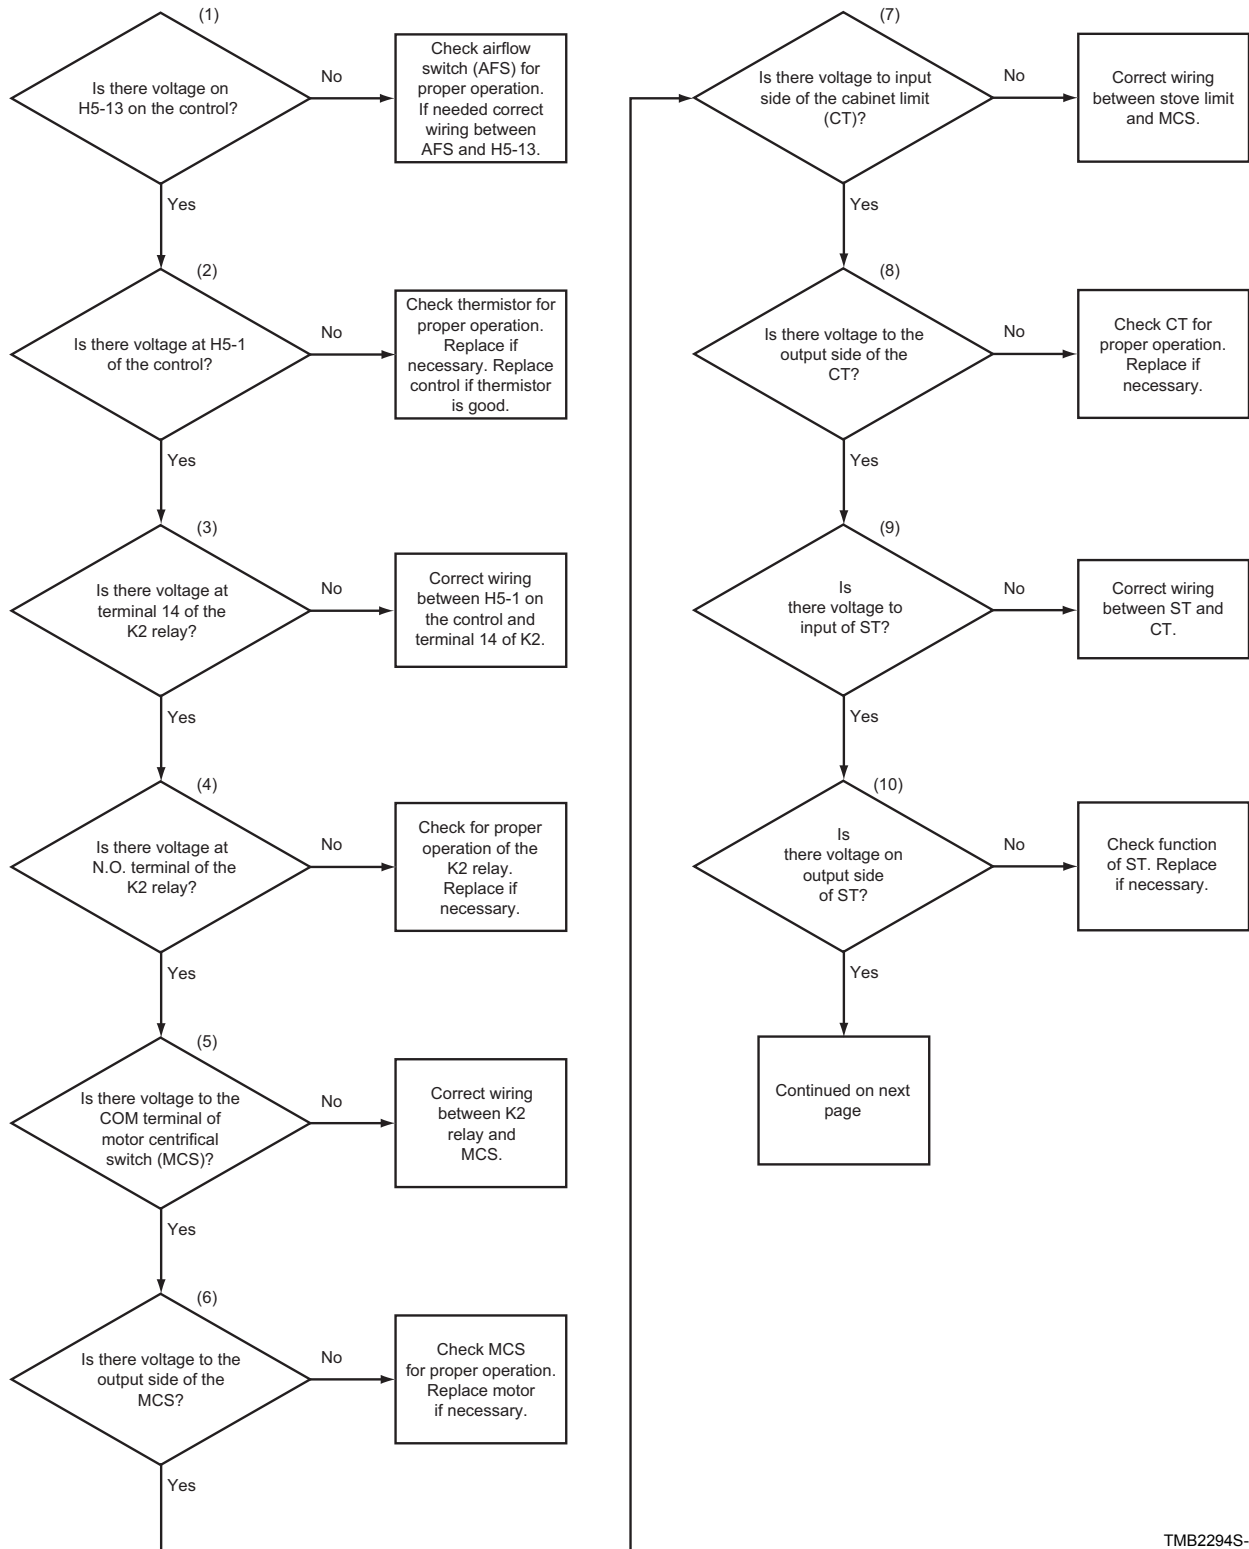 (1)
Is there voltage on
H5-13 on the control?
No
Check airflow
switch (AFS) for
proper operation.
If needed correct
wiring between
AFS and H5-13.
Yes
(2)
Is there voltage at H5-1
of the control?
No
Check thermistor for
proper operation.
Replace if
necessary. Replace
control if thermistor
is good.
Yes
(3)
Is there voltage at
terminal 14 of the
K2 relay?
No
Correct wiring
between H5-1 on
the control and
terminal 14 of K2.
Yes
(4)
Is there voltage at
N.O. terminal of the
K2 relay?
No
Check for proper
operation of the
K2 relay.
Replace if
necessary.
Yes
(5)
Is there voltage to the
COM terminal of
motor centrifical
switch (MCS)?
No
Correct wiring
between K2
relay and
MCS.
Yes
(6)
Is there voltage to the
output side of the
MCS?
No
Check MCS
for proper operation.
Replace motor
if necessary.
Yes
(7)
Is there voltage to input
side of the cabinet limit
(CT)?
No
Correct wiring
between stove limit
and MCS.
Yes
(8)
Is there voltage to the
output side of the
CT?
No
Check CT for
proper operation.
Replace if
necessary.
Yes
(9)
Is
there voltage to
input of ST?
No
Correct wiring
between ST and
CT.
Yes
(10)
Is
there voltage on
output side
of ST?
No
Check function
of ST. Replace
if necessary.
Yes
Continued on next
page
TMB2294S-